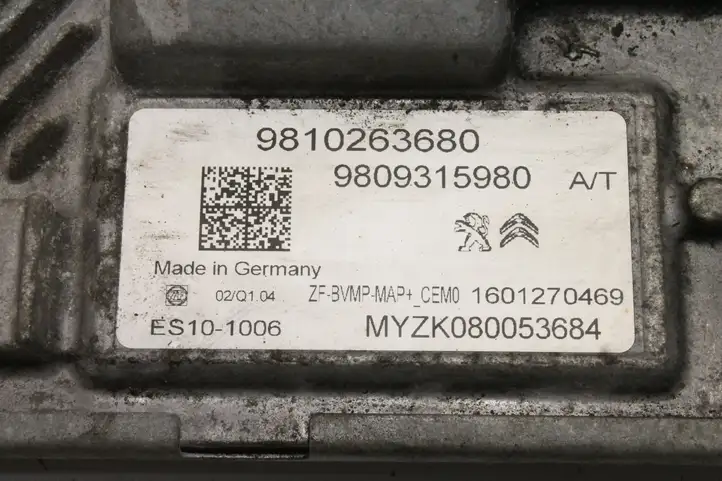 9810263680
9809315980 A/T
Made in Germany
02/Q1.04 ZF-BVMP-MAP+_CEM0 1601270469
ES10-1006 MYZK080053684